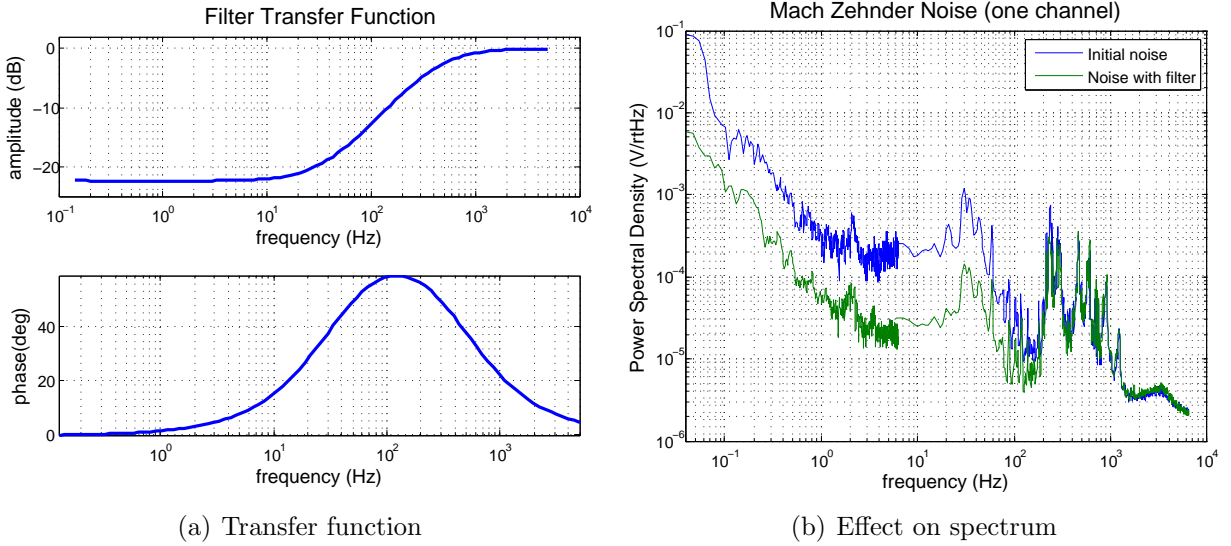 Filter Transfer Function
0
−10
−20
amplitude (dB)
10^−1 10^0 10^1 10^2 10^3 10^4
frequency (Hz)
40
20
0
phase(deg)
10^0 10^1 10^2 10^3
frequency (Hz)
(a) Transfer function
Mach Zehnder Noise (one channel)
Initial noise
Noise with filter
10^−1
10^−2
10^−3
10^−4
10^−5
10^−6
Power Spectral Density (V/rtHz)
10^−1 10^0 10^1 10^2 10^3 10^4
frequency (Hz)
(b) Effect on spectrum